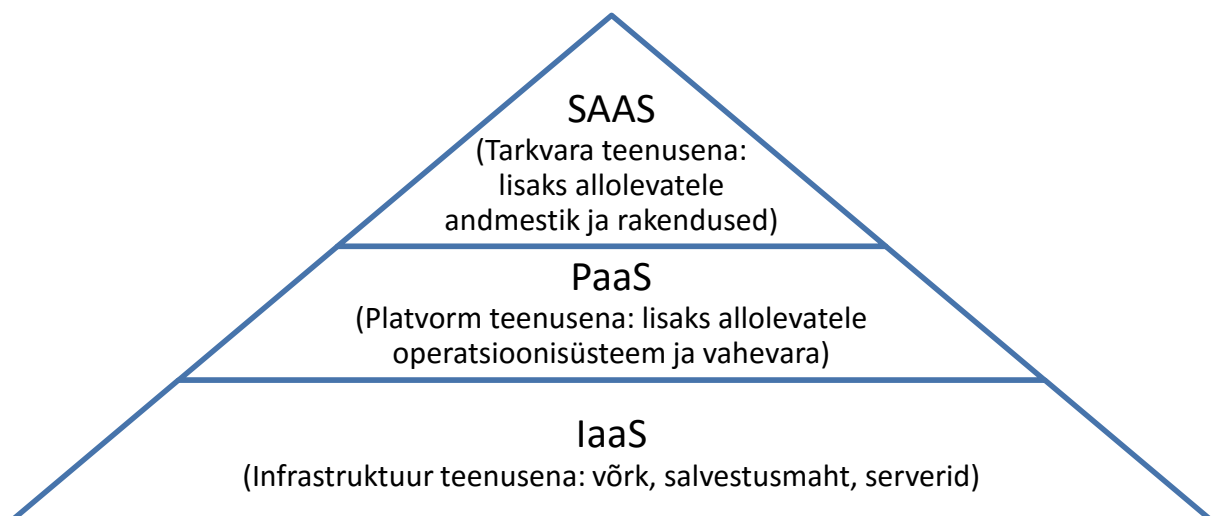 SAAS
(Tarkvara teenusena:
lisaks allolevatele
andmestik ja rakendused)
PaaS
(Platvorm teenusena: lisaks allolevatele
operatsioonisüsteem ja vahevara)
IaaS
(Infrastruktuur teenusena: võrk, salvestusmaht, serverid)